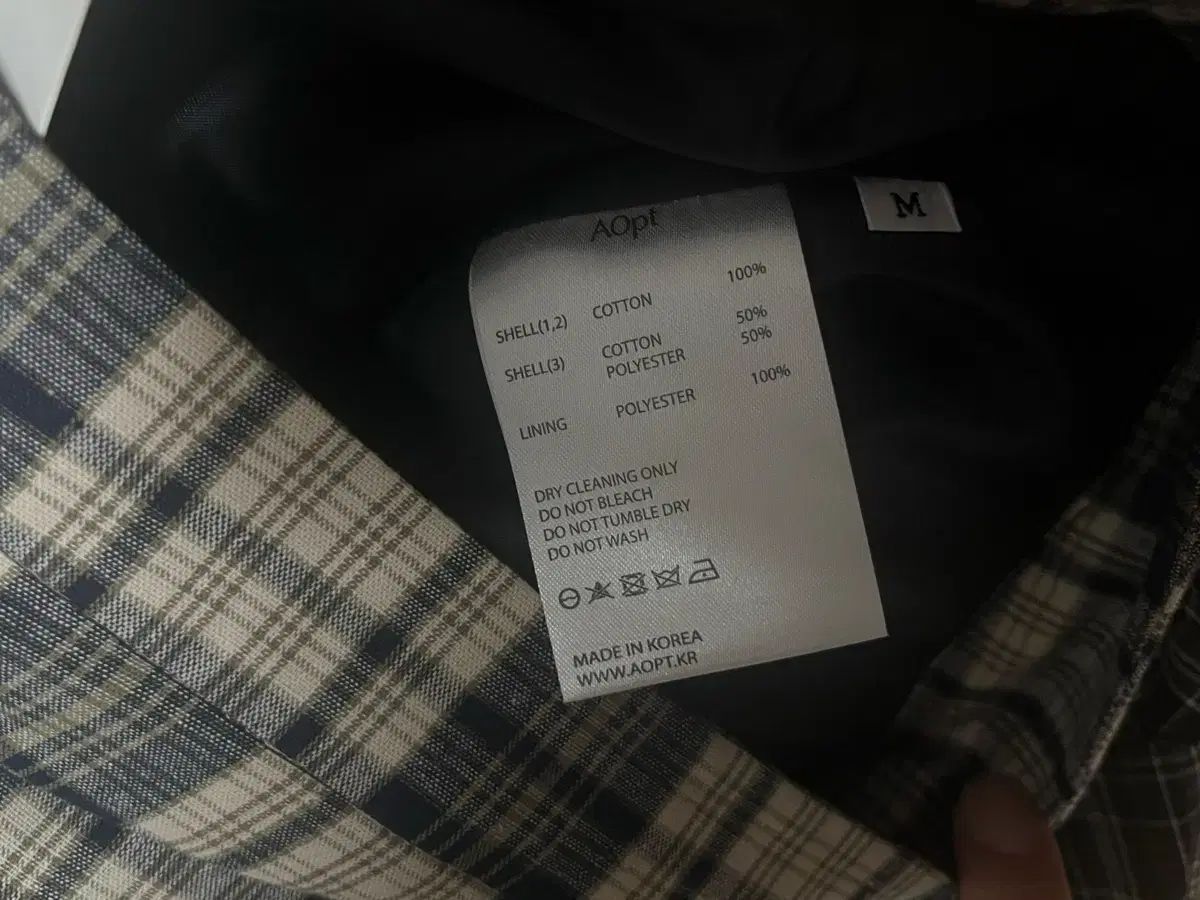 AOpt
M
SHELL(1,2) COTTON 100%
SHELL(3) COTTON 50%
POLYESTER 50%
LINING POLYESTER 100%
DRY CLEANING ONLY
DO NOT BLEACH
DO NOT TUMBLE DRY
DO NOT WASH
MADE IN KOREA
WWW.AOPT.KR